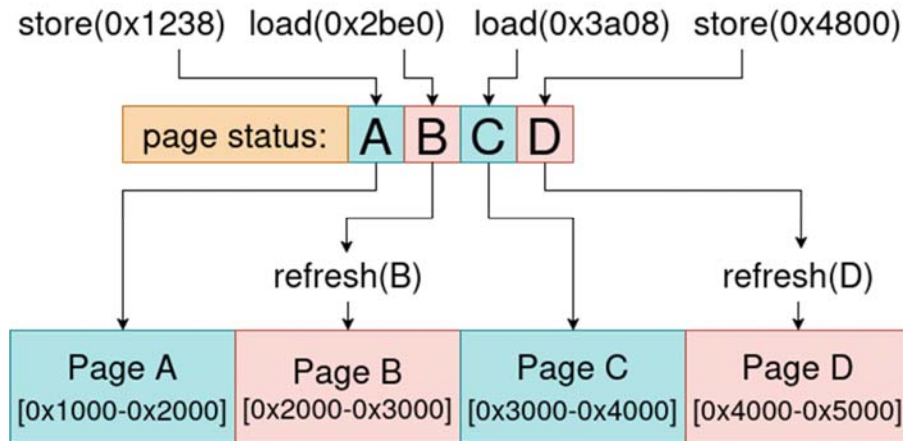 store(0x1238) load(0x2be0) load(0x3a08) store(0x4800)
page status: A B C D
refresh(B) refresh(D)
Page A Page B Page C Page D
[0x1000-0x2000] [0x2000-0x3000] [0x3000-0x4000] [0x4000-0x5000]